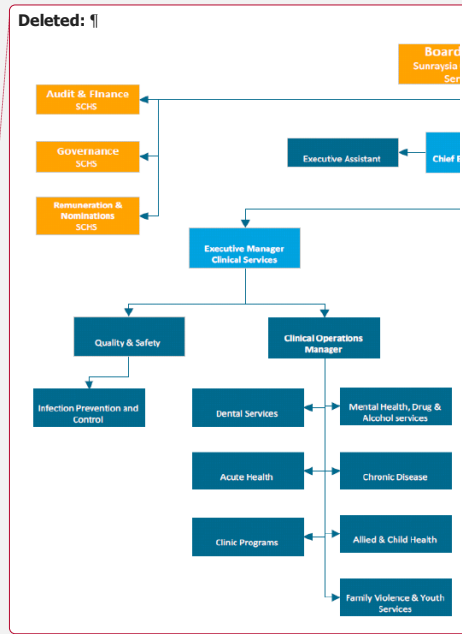 Deleted: ¶
Board
Sunraysia
Ser
Audit & Finance
SCHS
Governance
SCHS
Executive Assistant
Chief
Remuneration &
Nominations
SCHS
Executive Manager
Clinical Services
Quality & Safety
Clinical Operations
Manager
Infection Prevention and
Control
Dental Services
Mental Health, Drug &
Alcohol services
Acute Health
Chronic Disease
Clinic Programs
Allied & Child Health
Family Violence & Youth
Services